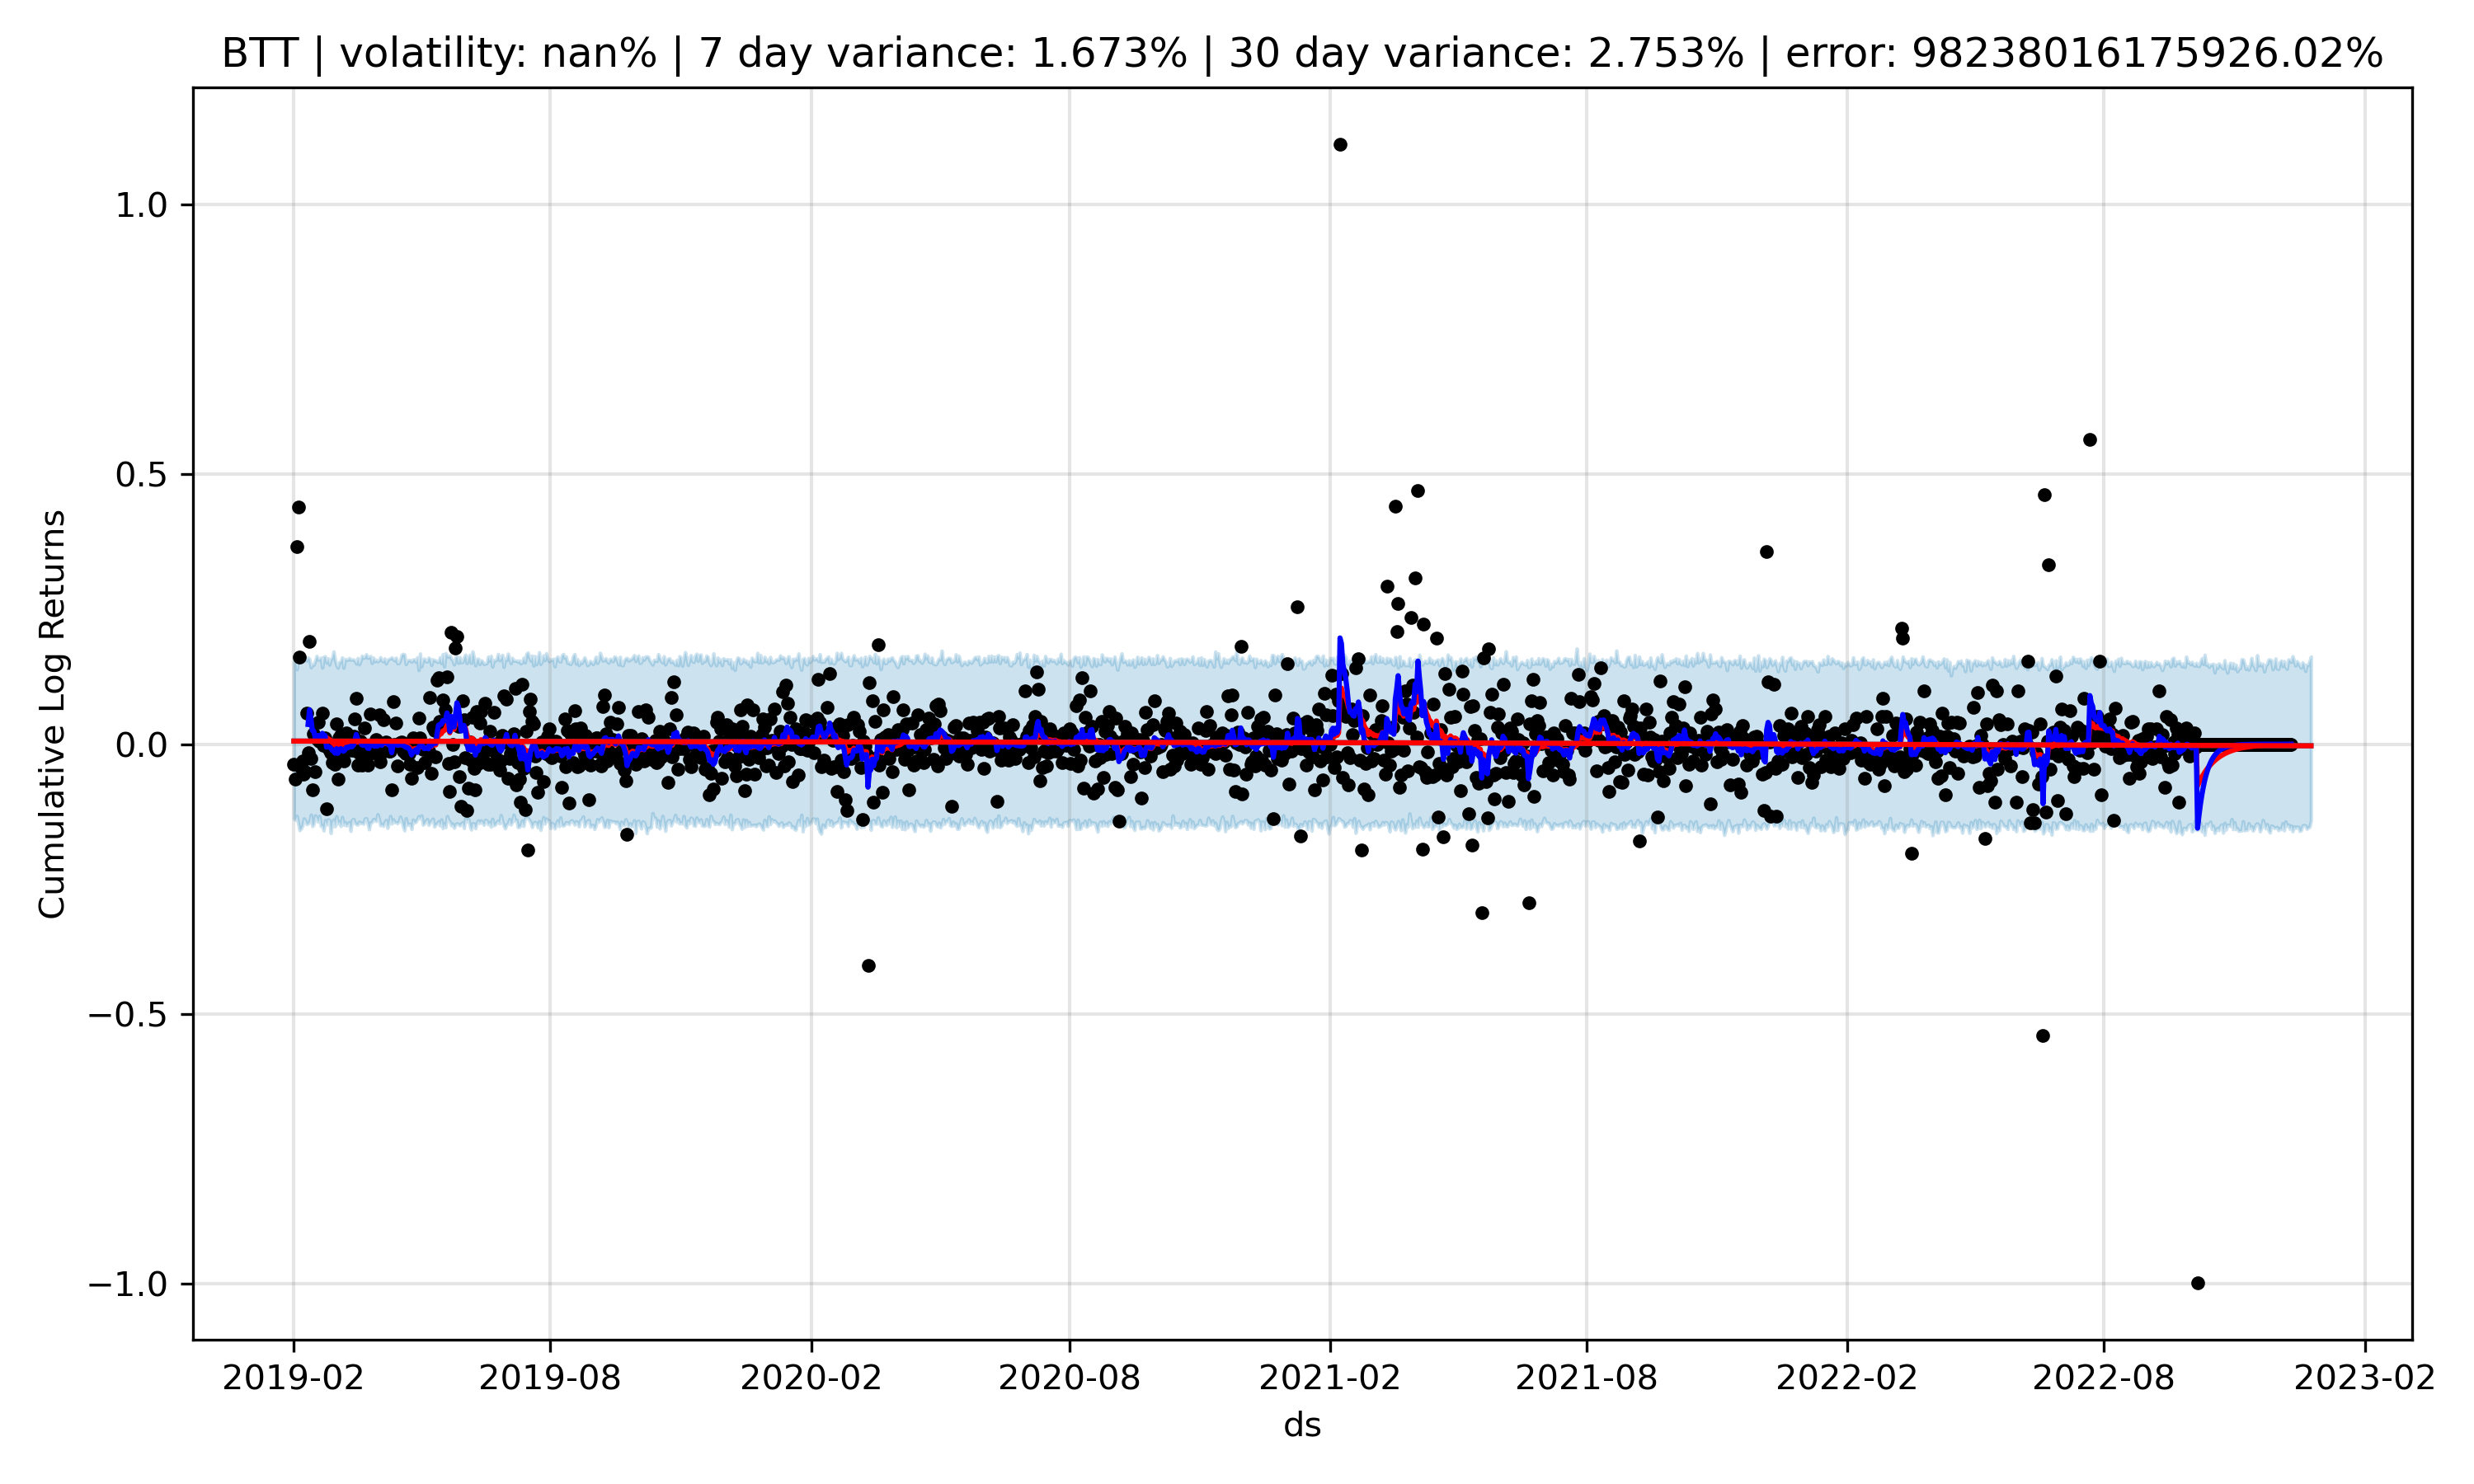 BTT | volatility: nan% | 7 day variance: 1.673% | 30 day variance: 2.753% | error: 98238016175926.02%
1.0
0.5
0.0
−0.5
−1.0
Cumulative Log Returns
2019-02 2019-08 2020-02 2020-08 2021-02 2021-08 2022-02 2022-08 2023-02
ds